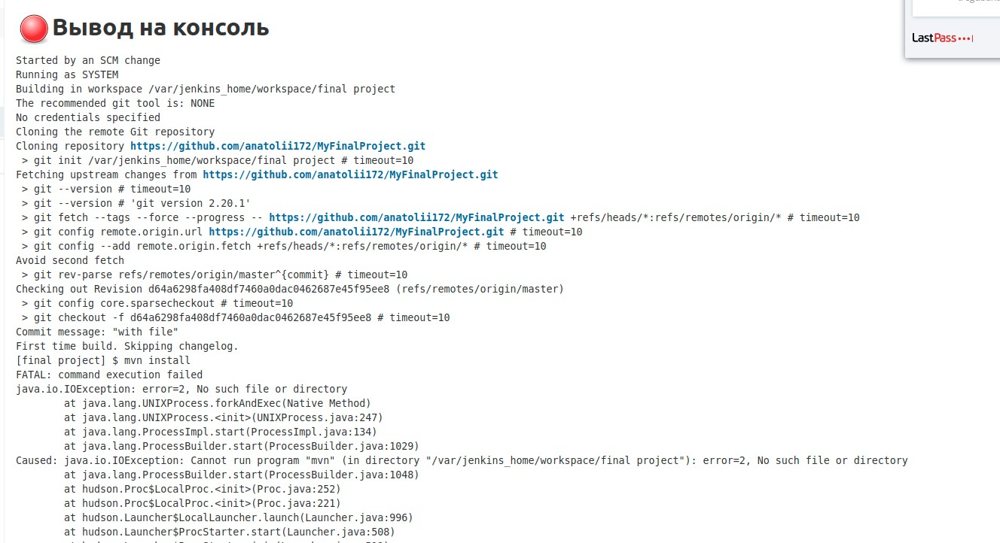 Вывод на консоль
LastPass
Started by an SCM change
Running as SYSTEM
Building in workspace /var/jenkins_home/workspace/final project
The recommended git tool is: NONE
No credentials specified
Cloning the remote Git repository
Cloning repository https://github.com/anatolii172/MyFinalProject.git
 > git init /var/jenkins_home/workspace/final project # timeout=10
Fetching upstream changes from https://github.com/anatolii172/MyFinalProject.git
 > git --version # timeout=10
 > git --version # 'git version 2.20.1'
 > git fetch --tags --force --progress -- https://github.com/anatolii172/MyFinalProject.git +refs/heads/*:refs/remotes/origin/* # timeout=10
 > git config remote.origin.url https://github.com/anatolii172/MyFinalProject.git # timeout=10
 > git config --add remote.origin.fetch +refs/heads/*:refs/remotes/origin/* # timeout=10
Avoid second fetch
 > git rev-parse refs/remotes/origin/master^{commit} # timeout=10
Checking out Revision d64a6298fa408df7460a0dac0462687e45f95ee8 (refs/remotes/origin/master)
 > git config core.sparsecheckout # timeout=10
 > git checkout -f d64a6298fa408df7460a0dac0462687e45f95ee8 # timeout=10
Commit message: "with file"
First time build. Skipping changelog.
[final project] $ mvn install
FATAL: command execution failed
java.io.IOException: error=2, No such file or directory
	at java.lang.UNIXProcess.forkAndExec(Native Method)
	at java.lang.UNIXProcess.<init>(UNIXProcess.java:247)
	at java.lang.ProcessImpl.start(ProcessImpl.java:134)
	at java.lang.ProcessBuilder.start(ProcessBuilder.java:1029)
Caused: java.io.IOException: Cannot run program "mvn" (in directory "/var/jenkins_home/workspace/final project"): error=2, No such file or directory
	at java.lang.ProcessBuilder.start(ProcessBuilder.java:1048)
	at hudson.Proc$LocalProc.<init>(Proc.java:252)
	at hudson.Proc$LocalProc.<init>(Proc.java:221)
	at hudson.Launcher$LocalLauncher.launch(Launcher.java:996)
	at hudson.Launcher$ProcStarter.start(Launcher.java:508)